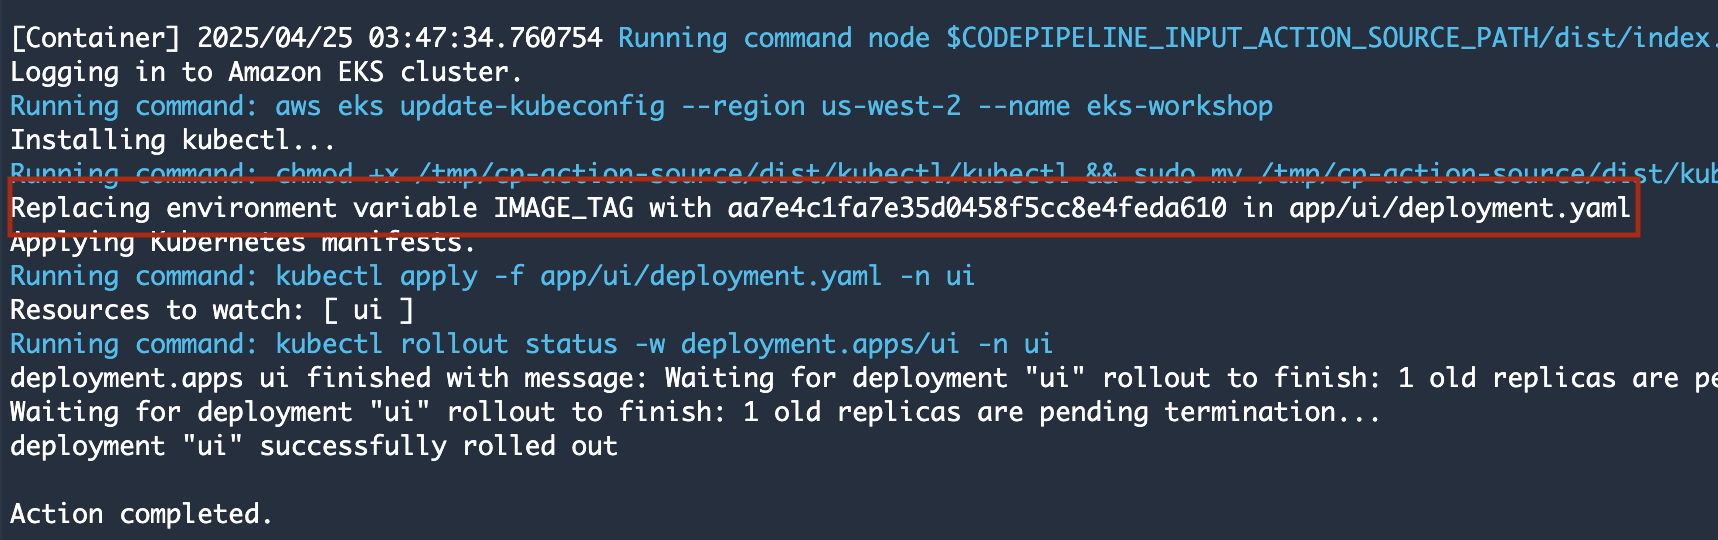 [Container] 2025/04/25 03:47:34.760754 Running command node $CODEPIPELINE_INPUT_ACTION_SOURCE_PATH/dist/index.
Logging in to Amazon EKS cluster.
Running command: aws eks update-kubeconfig --region us-west-2 --name eks-workshop
Installing kubectl...
Running command: chmod +x /tmp/cp-action-source/dist/kubectl/kubectl && sudo mv /tmp/cp-action-source/dist/kub
Replacing environment variable IMAGE_TAG with aa7e4c1fa7e35d0458f5cc8e4feda610 in app/ui/deployment.yaml
Applying Kubernetes manifests.
Running command: kubectl apply -f app/ui/deployment.yaml -n ui
Resources to watch: [ ui ]
Running command: kubectl rollout status -w deployment.apps/ui -n ui
deployment.apps ui finished with message: Waiting for deployment "ui" rollout to finish: 1 old replicas are pe
Waiting for deployment "ui" rollout to finish: 1 old replicas are pending termination...
deployment "ui" successfully rolled out
Action completed.